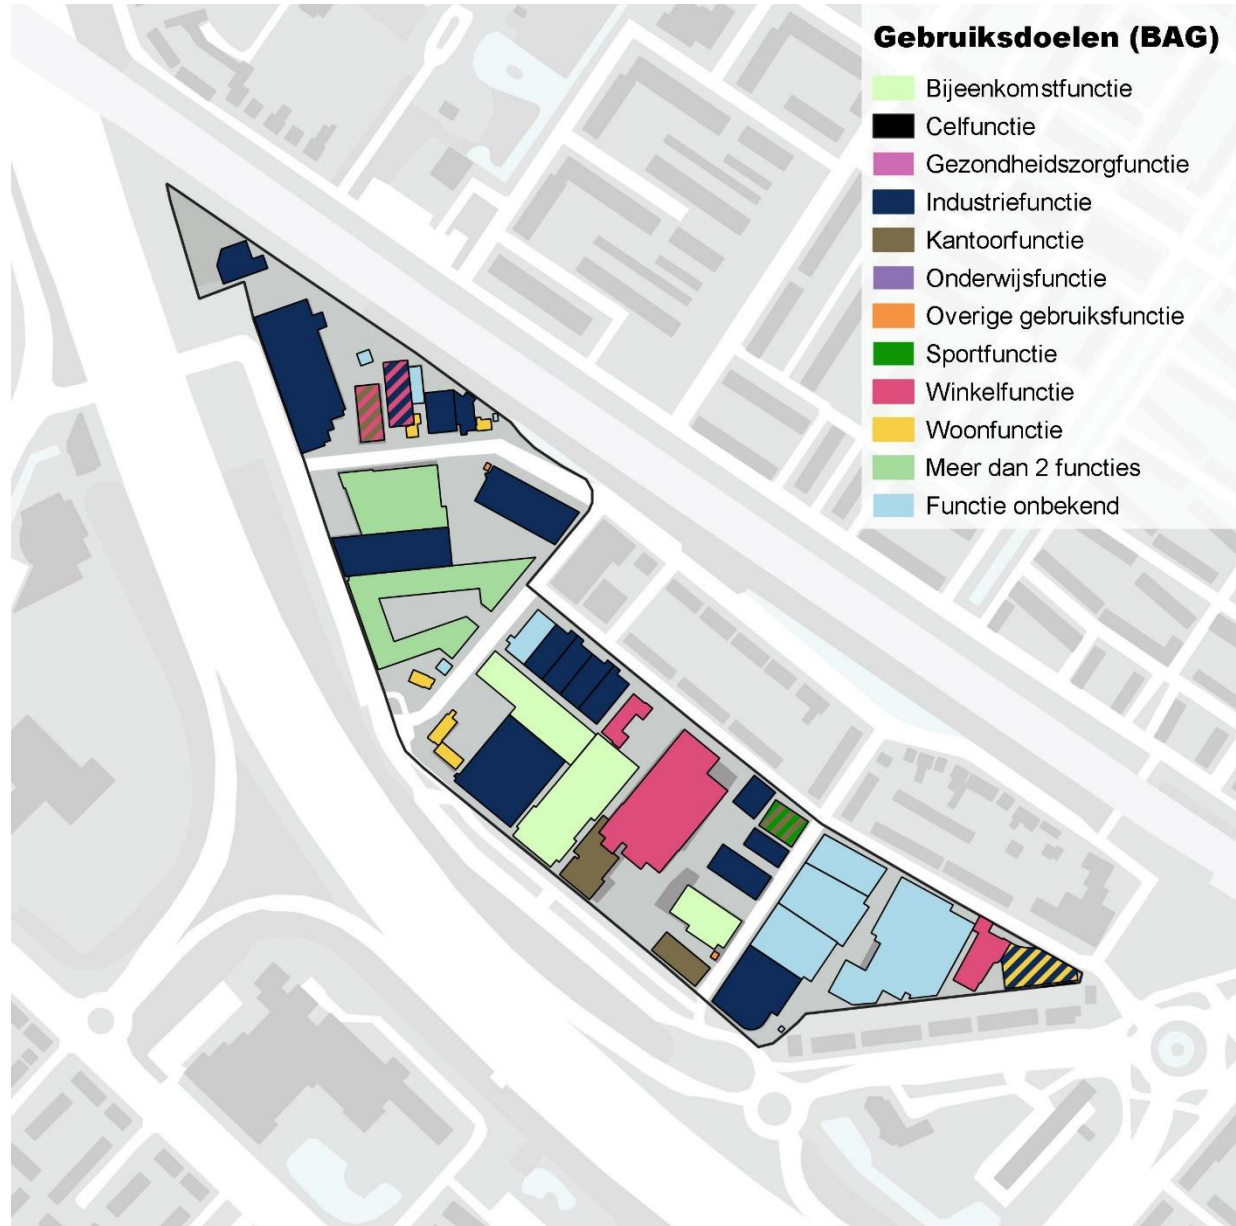 Gebruiksdoelen (BAG)
Bijeenkomstfunctie
Celfunctie
Gezondheidszorgfunctie
Industriefunctie
Kantoorfunctie
Onderwijsfunctie
Overige gebruiksfunctie
Sportfunctie
Winkelfunctie
Woonfunctie
Meer dan 2 functies
Functie onbekend